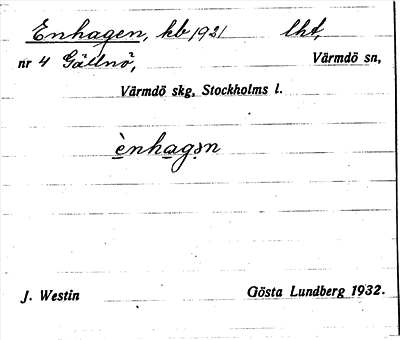 Enhagen, kb 1921 lht,
nr 4 Gällnö, Värmdö sn,
Värmdö skg, Stockholms l.
ènhagən
J. Westin Gösta Lundberg 1932.